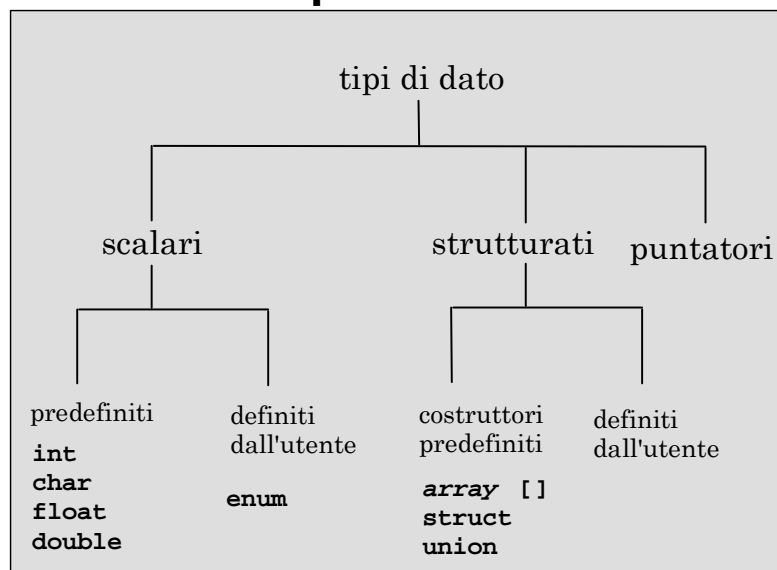 tipi di dato
scalari
strutturati
puntatori
predefiniti
int
char
float
double
definiti
dall'utente
enum
costruttori
predefiniti
array []
struct
union
definiti
dall'utente